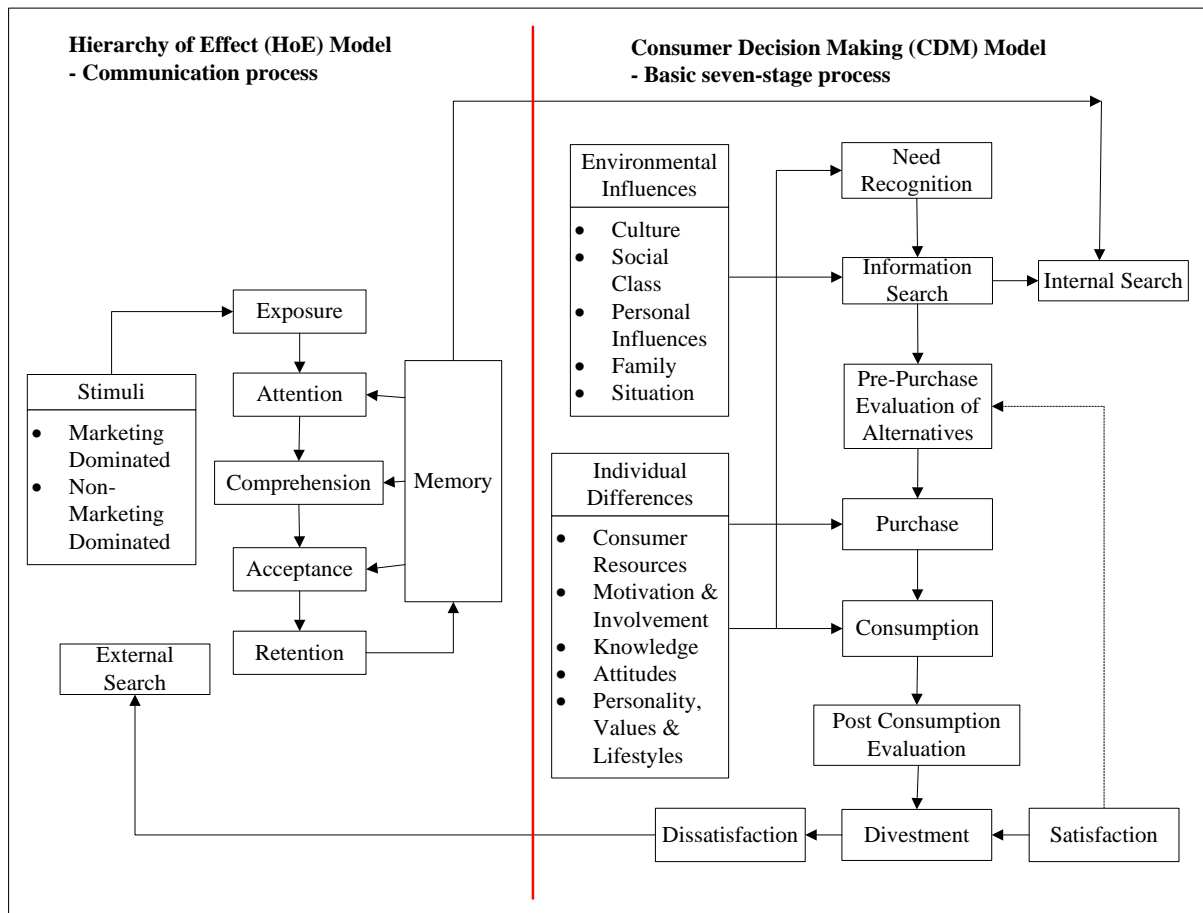 Hierarchy of Effect (HoE) Model
- Communication process
Consumer Decision Making (CDM) Model
- Basic seven-stage process
Stimuli
• Marketing
Dominated
• Non-
Marketing
Dominated
Exposure
Attention
Comprehension
Acceptance
Retention
Memory
External
Search
Environmental
Influences
• Culture
• Social
Class
• Personal
Influences
• Family
• Situation
Individual
Differences
• Consumer
Resources
• Motivation &
Involvement
• Knowledge
• Attitudes
• Personality,
Values &
Lifestyles
Need
Recognition
Information
Search
Internal Search
Pre-Purchase
Evaluation of
Alternatives
Purchase
Consumption
Post Consumption
Evaluation
Dissatisfaction
Divestment
Satisfaction